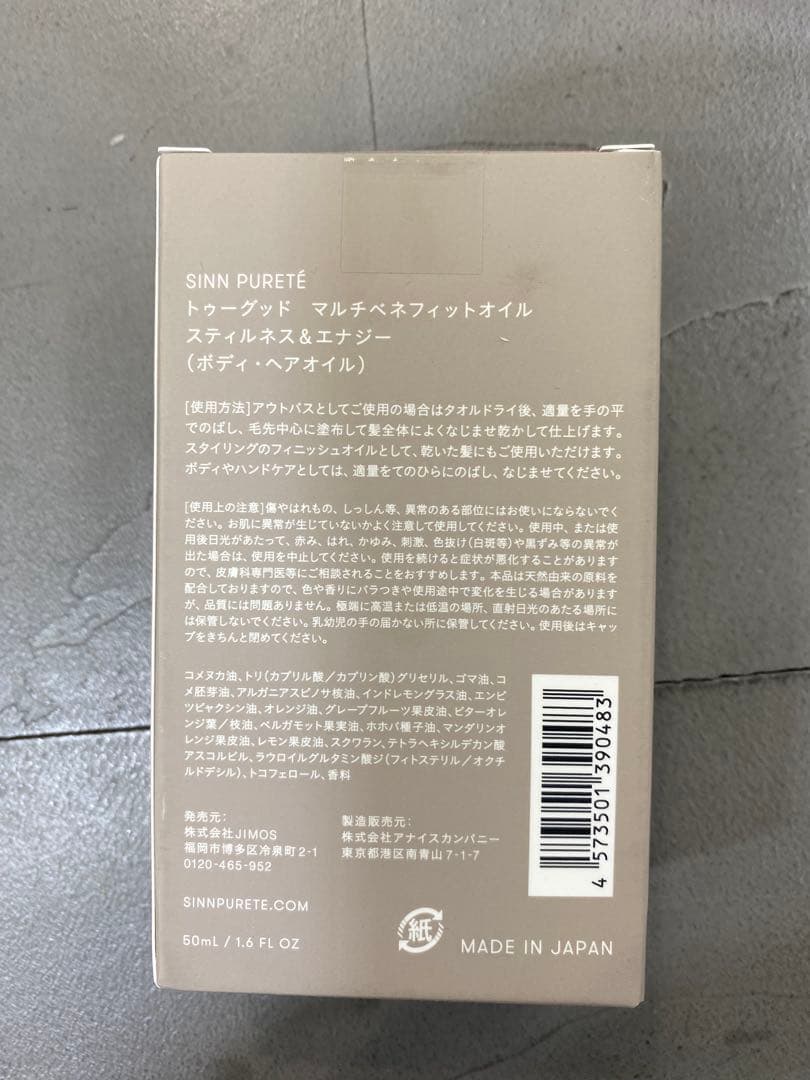 SINN PURETÉ
トゥーグッド　マルチベネフィットオイル
スティルネス＆エナジー
（ボディ・ヘアオイル）
[使用方法]アウトバスとしてご使用の場合はタオルドライ後、適量を手の平
でのばし、毛先中心に塗布して髪全体によくなじませ乾かして仕上げます。
スタイリングのフィニッシュオイルとして、乾いた髪にもご使用いただけます。
ボディやハンドケアとしては、適量をてのひらにのばし、なじませてください。
[使用上の注意]傷やはれもの、しっしん等、異常のある部位にはお使いにならないでく
ださい。お肌に異常が生じていないかよく注意して使用してください。使用中、または使
用後日光があたって、赤み、はれ、かゆみ、刺激、色抜け(白斑等)や黒ずみ等の異常が
出た場合は、使用を中止してください。使用を続けると症状が悪化することがあります
ので、皮膚科専門医等にご相談されることをおすすめします。本品は天然由来の原料を
配合しておりますので、色や香りにバラつきや使用途中で変化を生じる場合があります
が、品質には問題ありません。極端に高温または低温の場所、直射日光のあたる場所に
は保管しないでください。乳幼児の手の届かない所に保管してください。使用後はキャッ
プをきちんと閉めてください。
コメヌカ油、トリ（カプリル酸／カプリン酸）グリセリル、ゴマ油、コ
メ胚芽油、アルガニアスピノサ核油、インドレモングラス油、エンピ
ツビャクシン油、オレンジ油、グレープフルーツ果皮油、ビターオレ
ンジ葉／枝油、ベルガモット果実油、ホホバ種子油、マンダリンオ
レンジ果皮油、レモン果皮油、スクワラン、テトラヘキシルデカン酸
アスコルビル、ラウロイルグルタミン酸ジ（フィトステリル／オクチ
ルドデシル）、トコフェロール、香料
発売元：
株式会社JIMOS
福岡市博多区冷泉町2-1
0120-465-952
製造販売元：
株式会社アナイスカンパニー
東京都港区南青山7-1-7
SINNPURETE.COM
50mL / 1.6 FL OZ
紙
MADE IN JAPAN
4 573501 390483